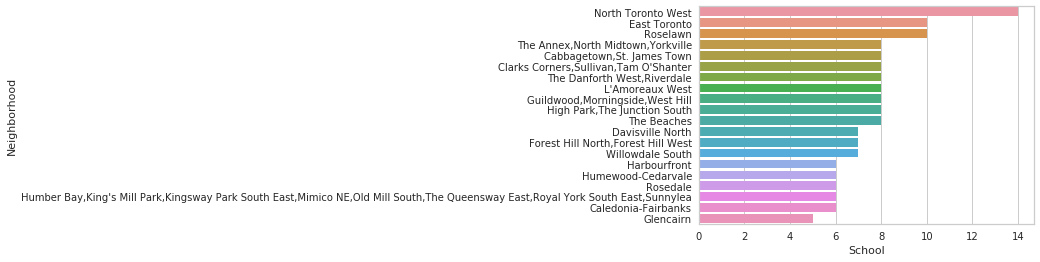 Neighborhood
North Toronto West
East Toronto
Roselawn
The Annex,North Midtown,Yorkville
Cabbagetown,St. James Town
Clarks Corners,Sullivan,Tam O'Shanter
The Danforth West,Riverdale
L'Amoreaux West
Guildwood,Morningside,West Hill
High Park,The Junction South
The Beaches
Davisville North
Forest Hill North,Forest Hill West
Willowdale South
Harbourfront
Humewood-Cedarvale
Rosedale
Humber Bay,King's Mill Park,Kingsway Park South East,Mimico NE,Old Mill South,The Queensway East,Royal York South East,Sunnylea
Caledonia-Fairbanks
Glencairn
0 2 4 6 8 10 12 14
School